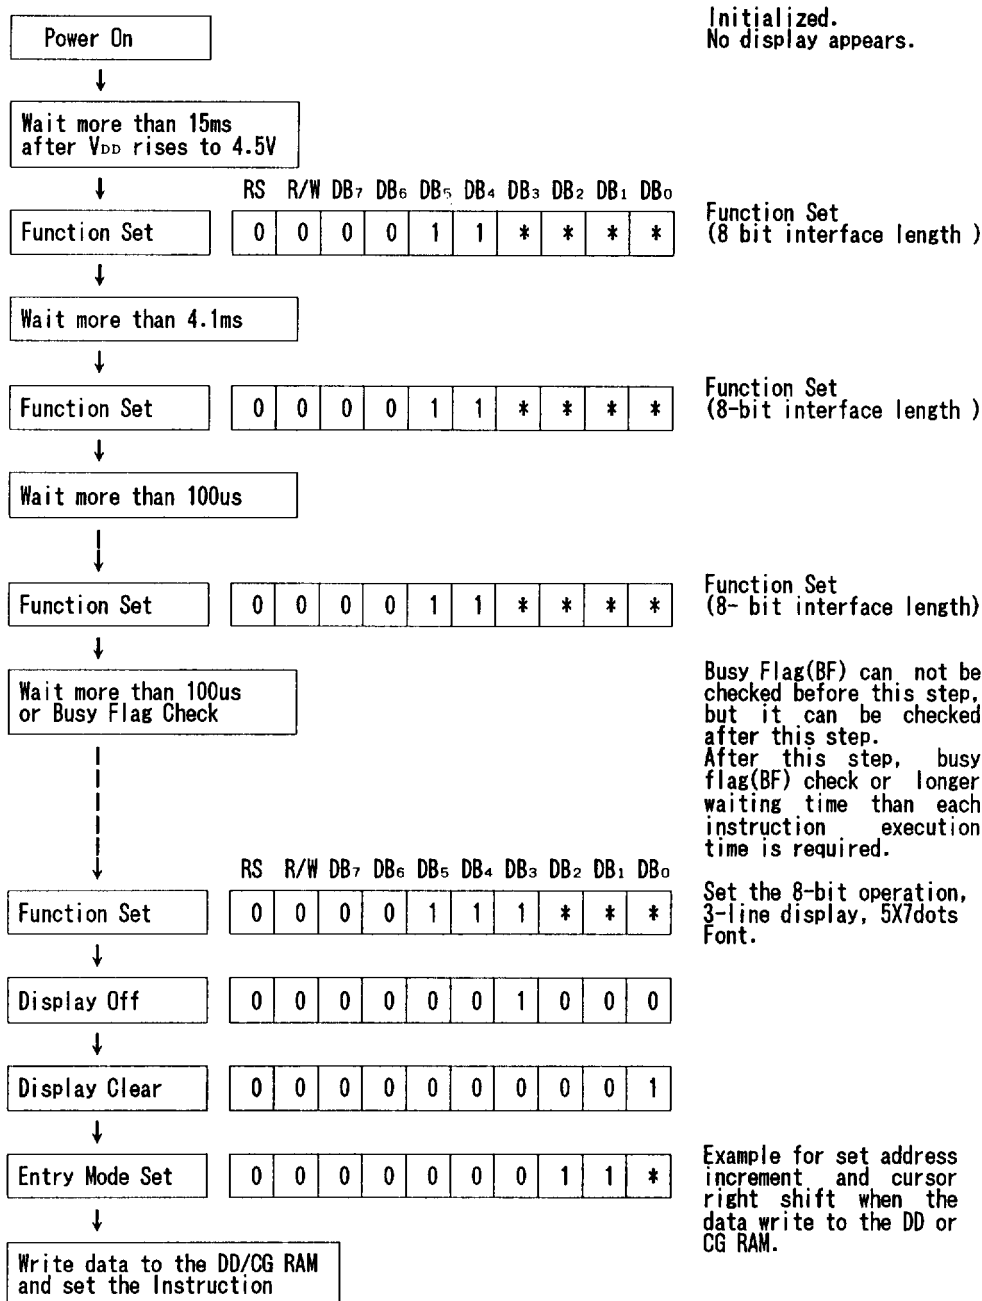 Power On
Initialized.
No display appears.
Wait more than 15ms
after VDD rises to 4.5V
RS R/W DB7 DB6 DB5 DB4 DB3 DB2 DB1 DB0
Function Set 0 0 0 0 1 1 * * * *
Function Set
(8 bit interface length )
Wait more than 4.1ms
Function Set 0 0 0 0 1 1 * * * *
Function Set
(8-bit interface length )
Wait more than 100us
Function Set 0 0 0 0 1 1 * * * *
Function Set
(8- bit interface length)
Wait more than 100us
or Busy Flag Check
Busy Flag(BF) can not be
checked before this step,
but it can be checked
after this step.
After this step, busy
flag(BF) check or longer
waiting time than each
instruction execution
time is required.
RS R/W DB7 DB6 DB5 DB4 DB3 DB2 DB1 DB0
Function Set 0 0 0 0 1 1 1 * * *
Set the 8-bit operation,
3-line display, 5X7dots
Font.
Display Off 0 0 0 0 0 0 1 0 0 0
Display Clear 0 0 0 0 0 0 0 0 0 1
Entry Mode Set 0 0 0 0 0 0 0 1 1 *
Example for set address
increment and cursor
right shift when the
data write to the DD or
CG RAM.
Write data to the DD/CG RAM
and set the Instruction